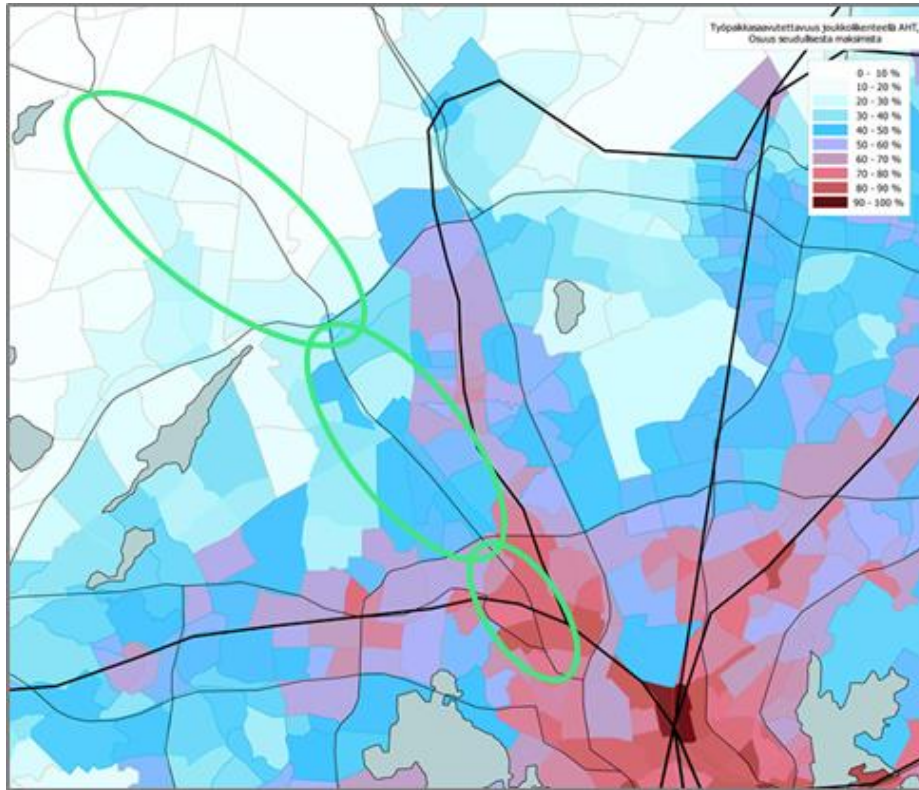 Työpaikkasaavutettavuus joukkoliikenteellä AHT,
Osuus seudullisesta maksimista
0 - 10 %
10 - 20 %
20 - 30 %
30 - 40 %
40 - 50 %
50 - 60 %
60 - 70 %
70 - 80 %
80 - 90 %
90 - 100 %